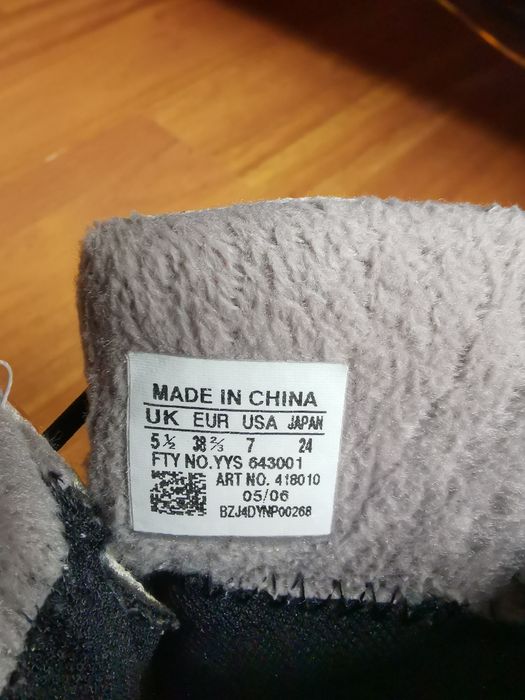 MADE IN CHINA
UK EUR USA JAPAN
5½ 38⅔ 7 24
FTY NO.YYS 643001
ART NO. 418010
05/06
BZJ4DYNP00268